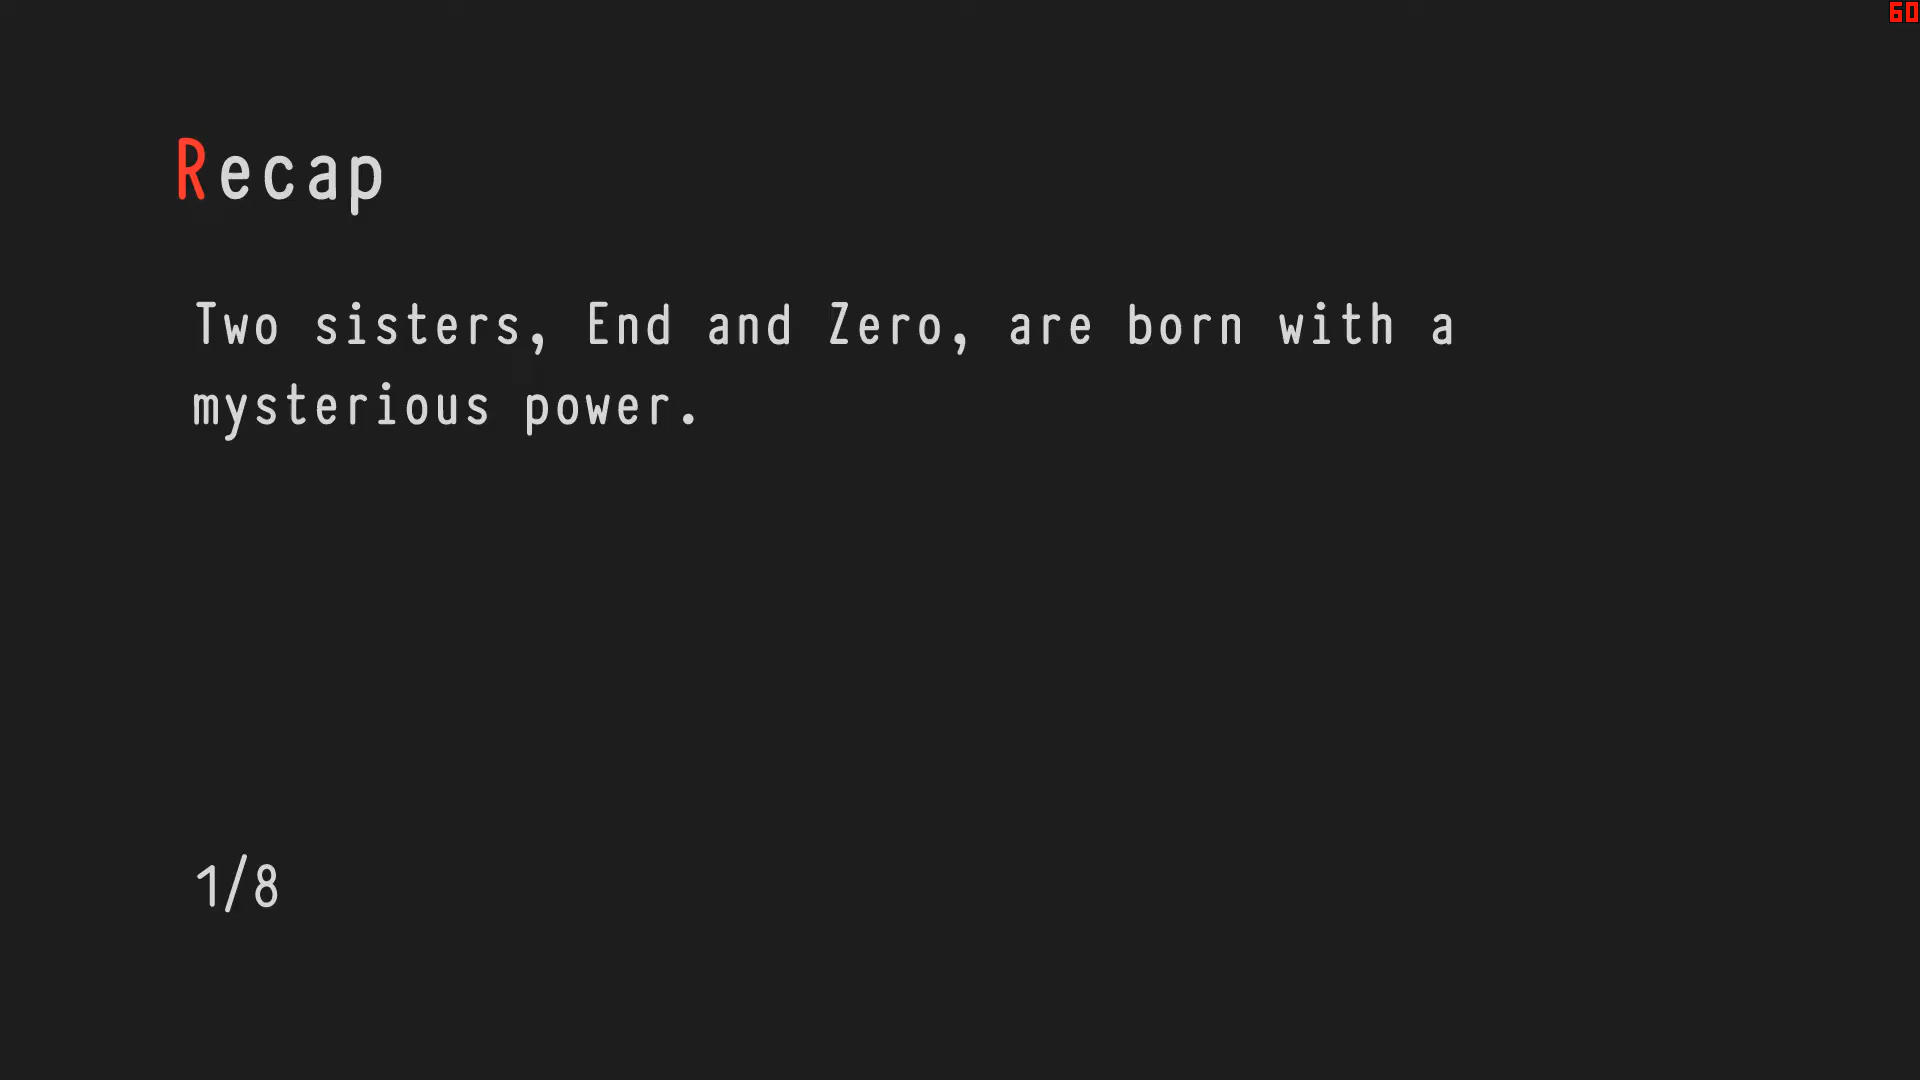 60
Recap
Two sisters, End and Zero, are born with a
mysterious power.
1/8